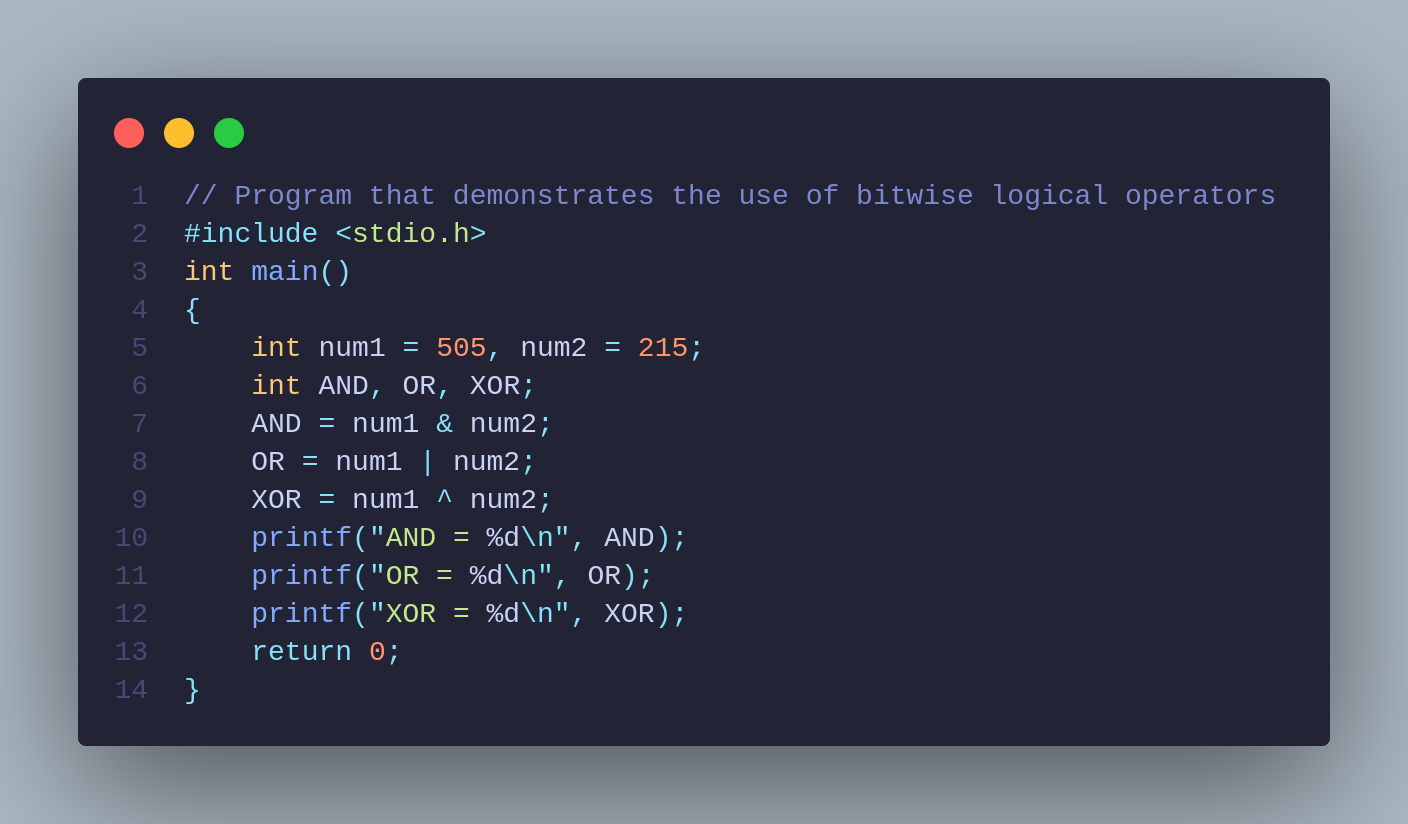 1 // Program that demonstrates the use of bitwise logical operators
2 #include <stdio.h>
3 int main()
4 {
5     int num1 = 505, num2 = 215;
6     int AND, OR, XOR;
7     AND = num1 & num2;
8     OR = num1 | num2;
9     XOR = num1 ^ num2;
10     printf("AND = %d\n", AND);
11     printf("OR = %d\n", OR);
12     printf("XOR = %d\n", XOR);
13     return 0;
14 }